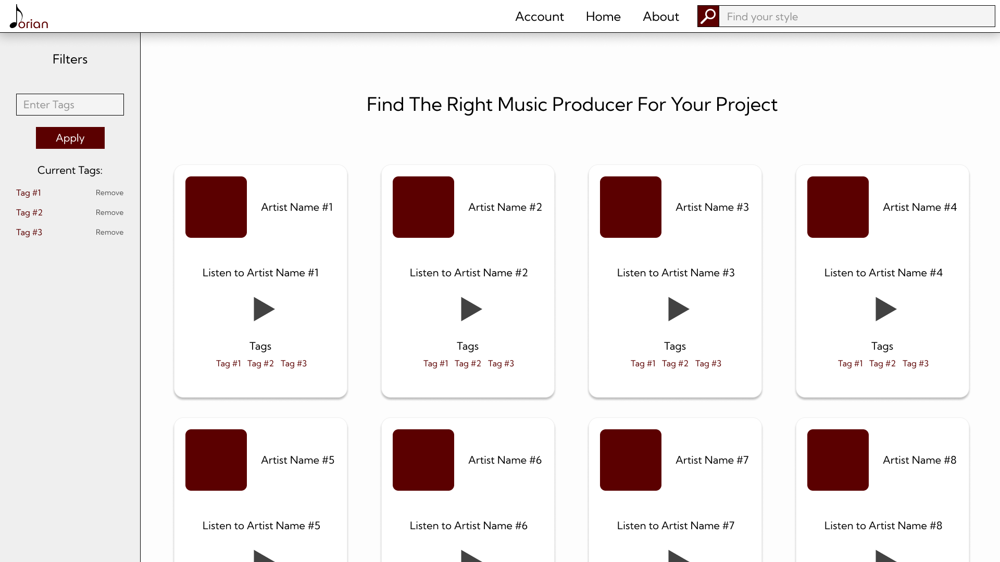 Dorian
Account Home About Find your style
Filters
Enter Tags
Apply
Current Tags:
Tag #1 Remove
Tag #2 Remove
Tag #3 Remove
Find The Right Music Producer For Your Project
Artist Name #1
Listen to Artist Name #1
Tags
Tag #1 Tag #2 Tag #3
Artist Name #2
Listen to Artist Name #2
Tags
Tag #1 Tag #2 Tag #3
Artist Name #3
Listen to Artist Name #3
Tags
Tag #1 Tag #2 Tag #3
Artist Name #4
Listen to Artist Name #4
Tags
Tag #1 Tag #2 Tag #3
Artist Name #5
Listen to Artist Name #5
Artist Name #6
Listen to Artist Name #6
Artist Name #7
Listen to Artist Name #7
Artist Name #8
Listen to Artist Name #8